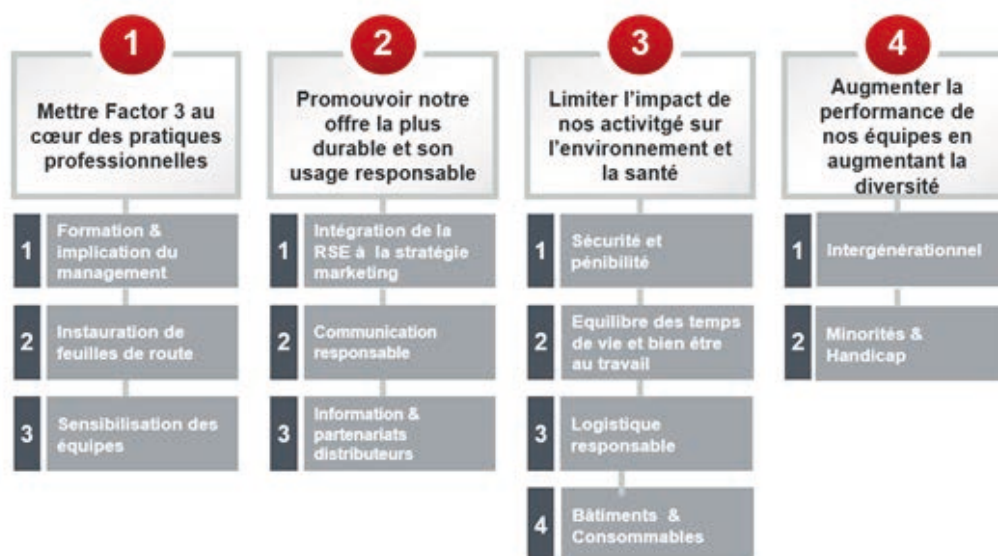 1
Mettre Factor 3 au
cœur des pratiques
professionnelles
1
Formation &
implication du
management
2
Instauration de
feuilles de route
3
Sensibilisation des
équipes
2
Promouvoir notre
offre la plus
durable et son
usage responsable
1
Intégration de la
RSE à la stratégie
marketing
2
Communication
responsable
3
Information &
partenariats
distributeurs
3
Limiter l'impact de
nos activitgé sur
l'environnement et
la santé
1
Sécurité et
pénibilité
2
Equilibre des temps
de vie et bien étre
au travail
3
Logistique
responsable
4
Bâtiments &
Consommables
4
Augmenter la
performance de
nos équipes en
augmentant la
diversité
1
Intergénérationnel
2
Minorités &
Handicap